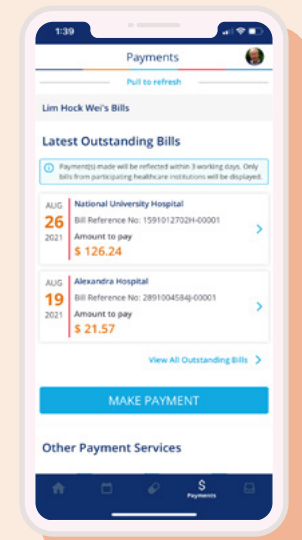 1:39
Payments
Pull to refresh
Lim Hock Wei's Bills
Latest Outstanding Bills
Payment(s) made will be reflected within 3 working days. Only
bills from participating healthcare institutions will be displayed.
AUG
26
2021
National University Hospital
Bill Reference No: 1591012702H-00001
Amount to pay
$ 126.24
AUG
19
2021
Alexandra Hospital
Bill Reference No: 2891004584J-00001
Amount to pay
$ 21.57
View All Outstanding Bills
MAKE PAYMENT
Other Payment Services
$
Payments